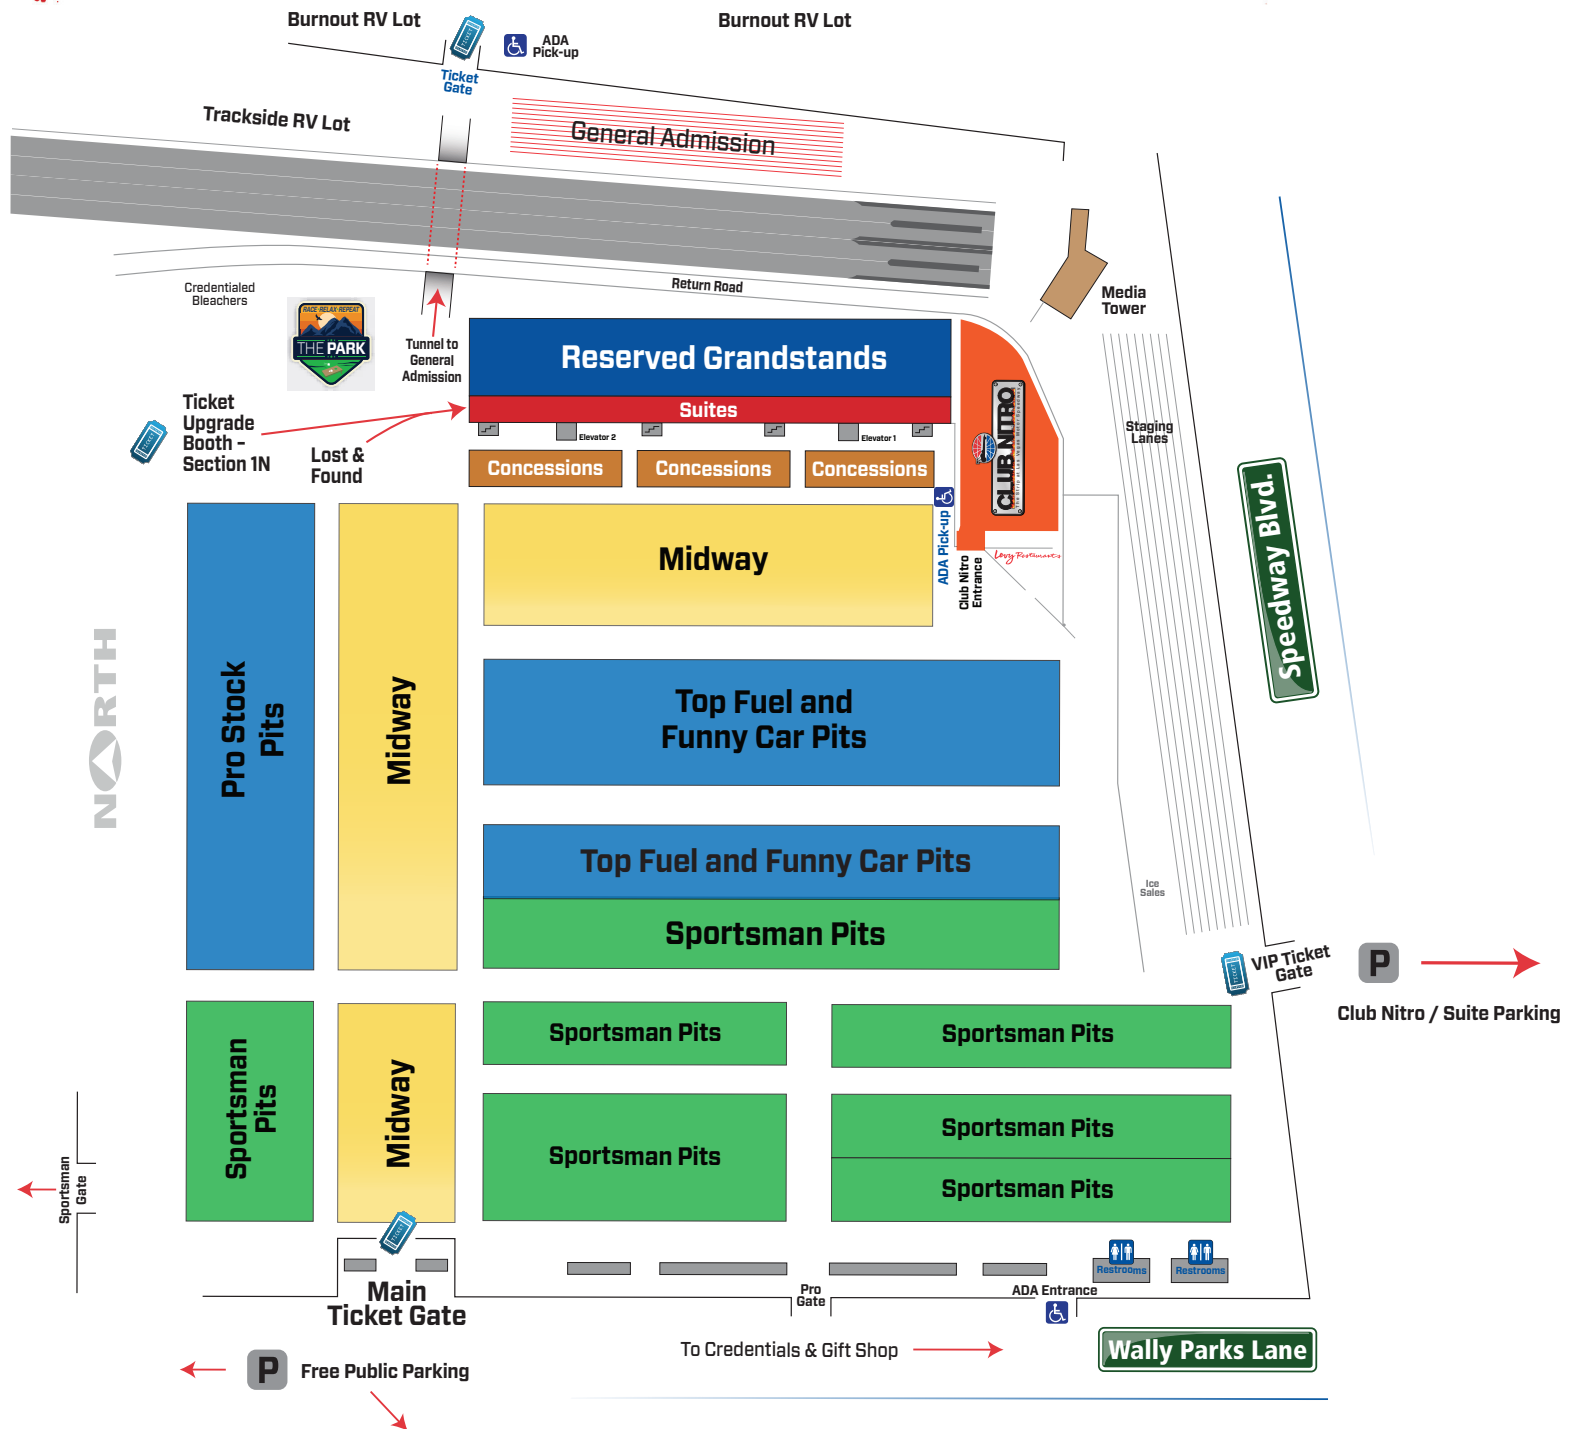 Burnout RV Lot
Burnout RV Lot
ADA
Pick-up
Ticket
Gate
Trackside RV Lot
General Admission
Return Road
Credentialed
Bleachers
RACE·RELAX·REPEAT
THE PARK
Tunnel to
General
Admission
Media
Tower
Reserved Grandstands
Suites
Ticket
Upgrade
Booth –
Section 1N
Lost &
Found
Elevator 2
Elevator 1
Concessions
Concessions
Concessions
CLUB NITRO
Staging
Lanes
Speedway Blvd.
ADA Pick-up
Club Nitro
Entrance
Levy Restaurants
Midway
NORTH
Pro Stock
Pits
Midway
Top Fuel and
Funny Car Pits
Top Fuel and Funny Car Pits
Sportsman Pits
Ice
Sales
VIP Ticket
Gate
P
Club Nitro / Suite Parking
Sportsman
Pits
Midway
Sportsman Pits
Sportsman Pits
Sportsman Pits
Sportsman Pits
Sportsman Pits
Sportsman
Gate
TICKET
Main
Ticket Gate
Pro
Gate
ADA Entrance
Restrooms
Restrooms
To Credentials & Gift Shop
Wally Parks Lane
P
Free Public Parking